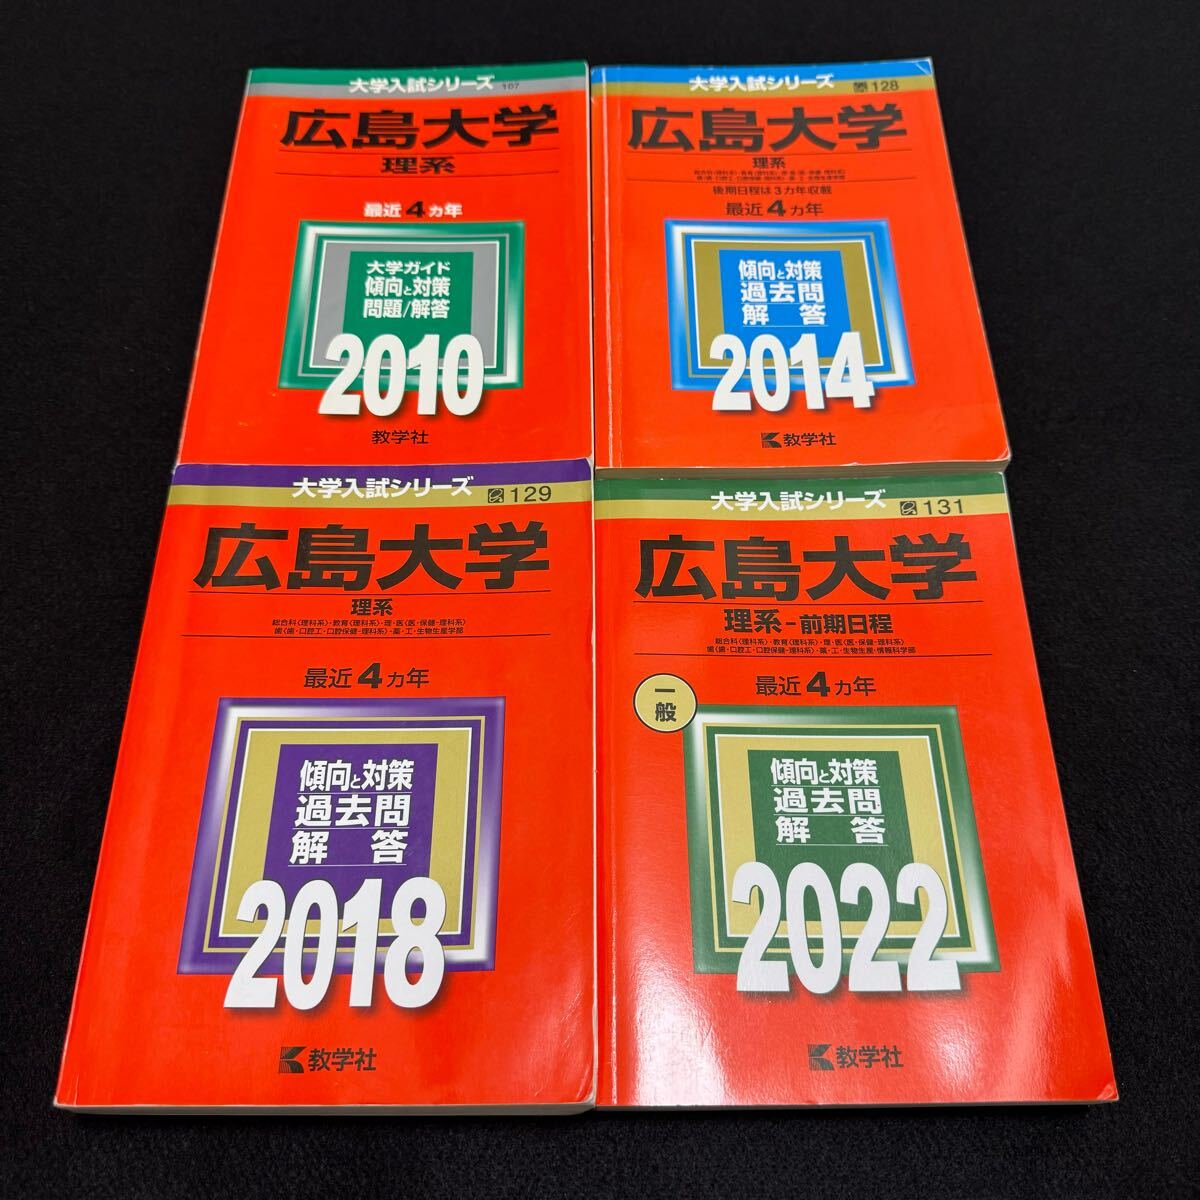 大学入試シリーズ
107
広島大学
理系
最近4カ年
大学ガイド
傾向と対策
問題/解答
2010
教学社
大学入試シリーズ
128
広島大学
理系
後期日程は3カ年収載
最近4カ年
傾向と対策
過去問
解答
2014
教学社
大学入試シリーズ
129
広島大学
理系
総合科〈理科系〉・教育〈理科系〉・理・医〈医・保健-理科系〉
歯〈歯・口腔工・口腔保健-理科系〉・薬・工・生物生産学部
最近4カ年
傾向と対策
過去問
解答
2018
教学社
大学入試シリーズ
131
広島大学
理系-前期日程
総合科〈理科系〉・教育〈理科系〉・理・医〈医・保健-理科系〉
歯〈歯・口腔工・口腔保健-理科系〉・薬・工・生物生産・情報科学部
一般
最近4カ年
傾向と対策
過去問
解答
2022
教学社